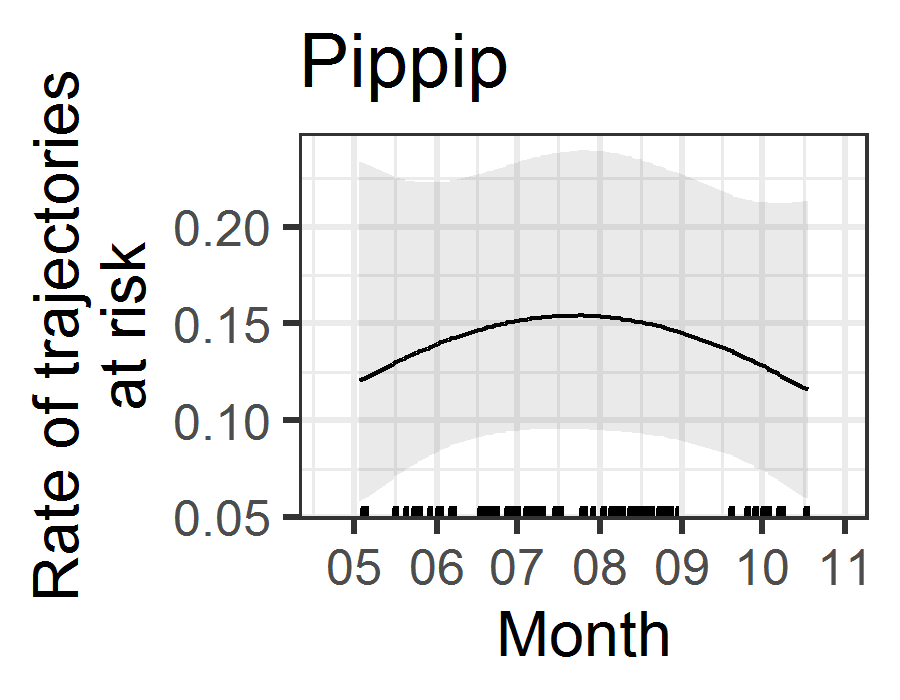 Pippip
Rate of trajectories
at risk
0.20
0.15
0.10
0.05
05 06 07 08 09 10 11
Month